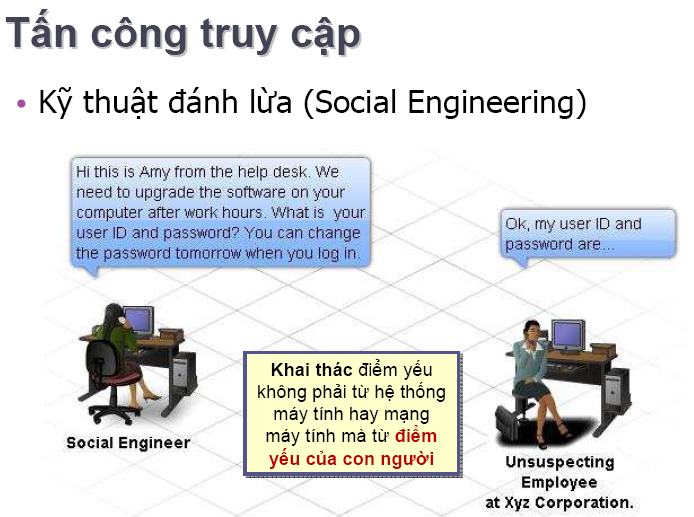 Tấn công truy cập
• Kỹ thuật đánh lừa (Social Engineering)
Hi this is Amy from the help desk. We
need to upgrade the software on your
computer after work hours. What is your
user ID and password? You can change
the password tomorrow when you log in.
Ok, my user ID and
password are...
Khai thác điểm yếu
không phải từ hệ thống
máy tính hay mạng
máy tính mà từ điểm
yếu của con người
Social Engineer
Unsuspecting
Employee
at Xyz Corporation.